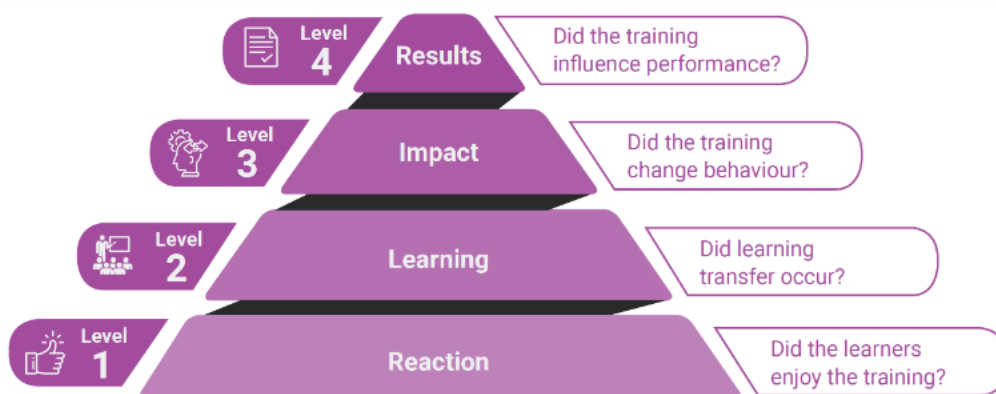 Level
4
Results
Did the training
influence performance?
Level
3
Impact
Did the training
change behaviour?
Level
2
Learning
Did learning
transfer occur?
Level
1
Reaction
Did the learners
enjoy the training?